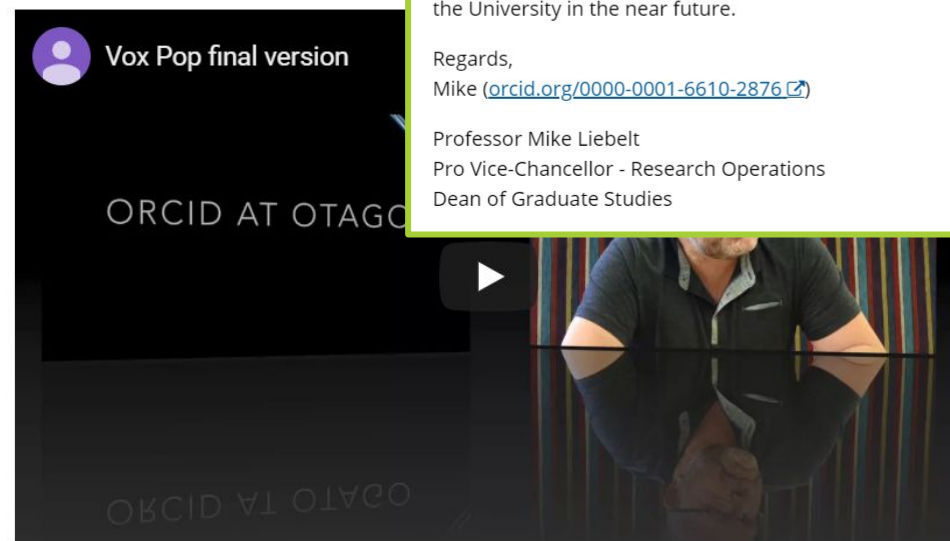 the University in the near future.
Regards,
Mike (orcid.org/0000-0001-6610-2876)
Professor Mike Liebelt
Pro Vice-Chancellor - Research Operations
Dean of Graduate Studies
Vox Pop final version
ORCID AT OTAGO
ORCID AT OTAGO